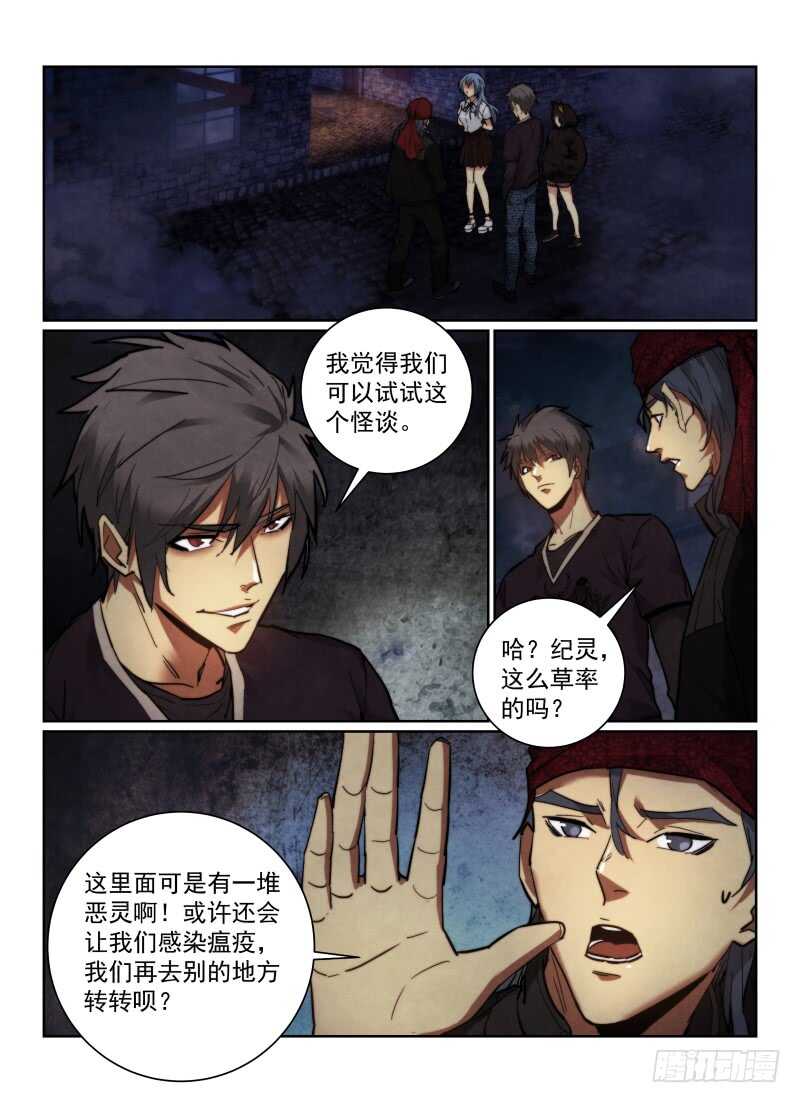 我觉得我们
可以试试这
个怪谈。
哈？纪灵，
这么草率
的吗？
这里面可是有一堆
恶灵啊！或许还会
让我们感染瘟疫，
我们再去别的地方
转转呗？
腾讯动漫